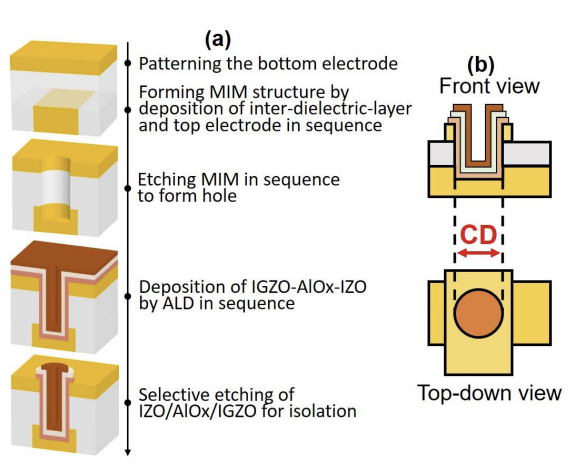 (a)
Patterning the bottom electrode
Forming MIM structure by
deposition of inter-dielectric-layer
and top electrode in sequence
Etching MIM in sequence
to form hole
Deposition of IGZO-AlOx-IZO
by ALD in sequence
Selective etching of
IZO/AlOx/IGZO for isolation
(b)
Front view
CD
Top-down view